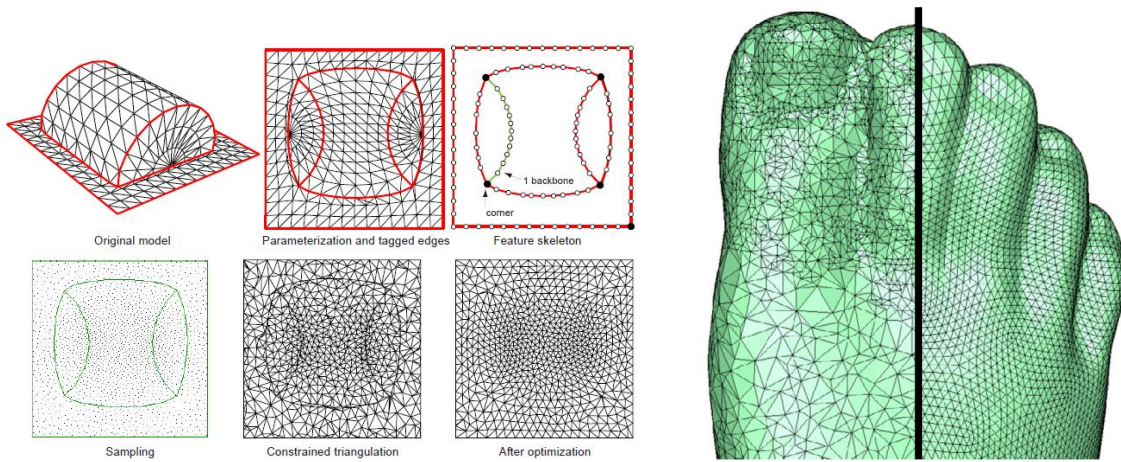 Original model
Parameterization and tagged edges
1 backbone
corner
Feature skeleton
Sampling
Constrained triangulation
After optimization